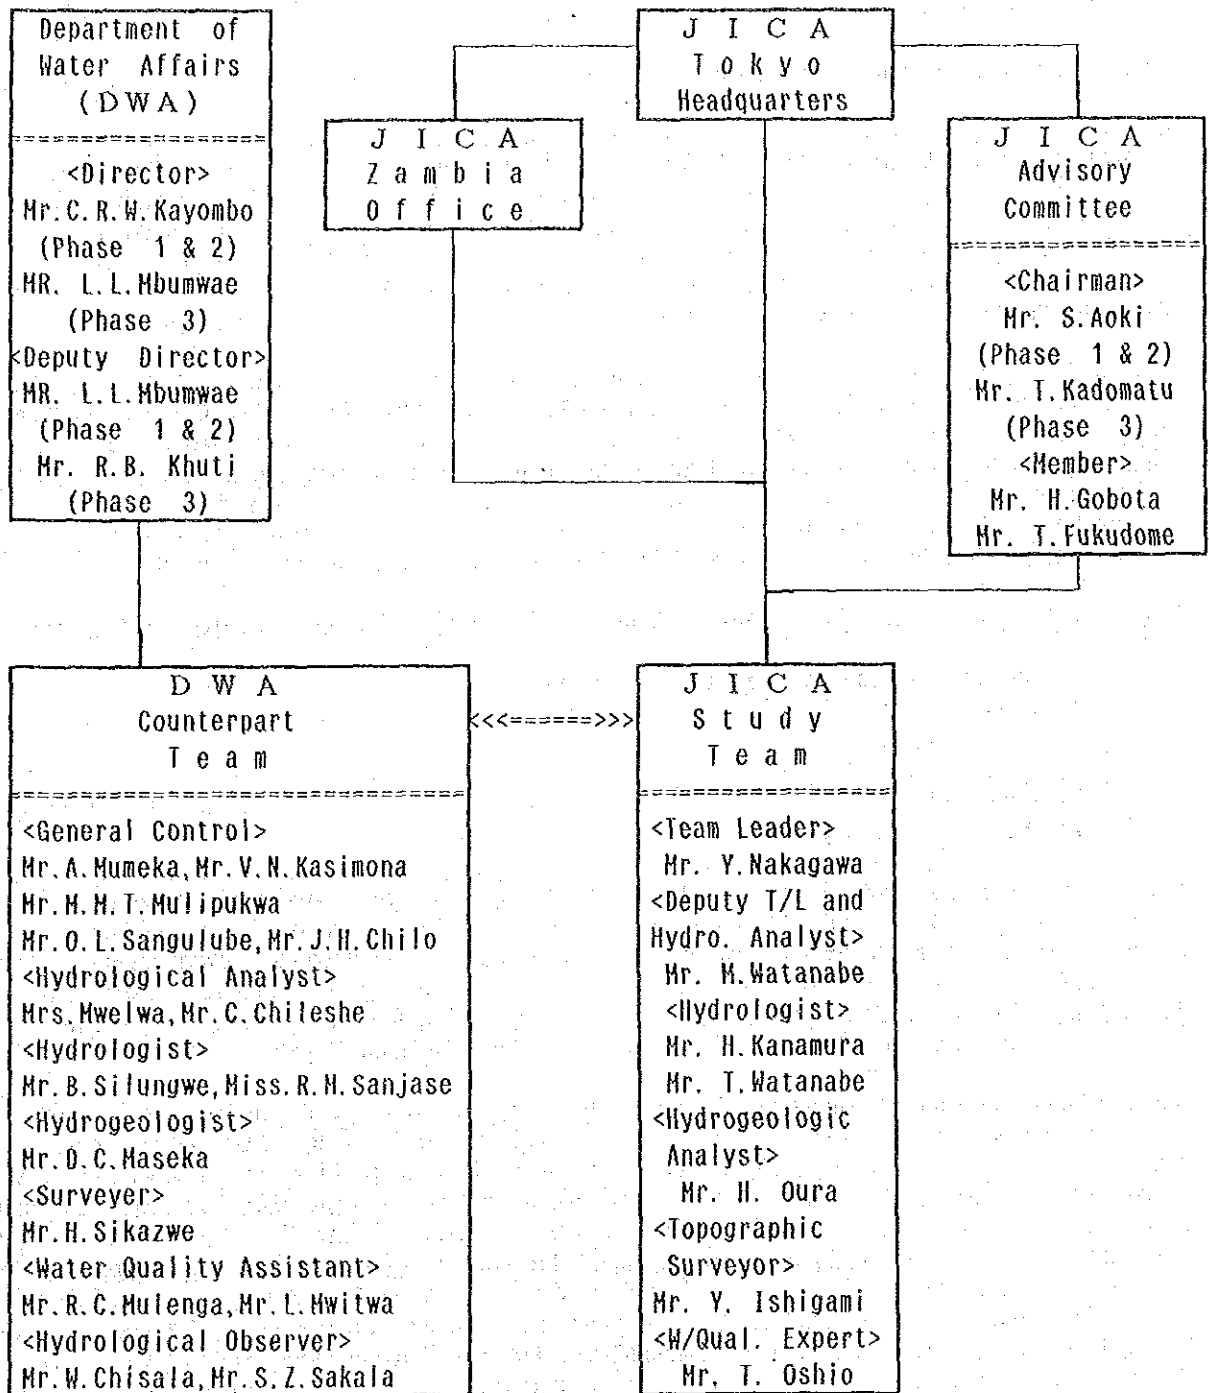 Department of
Water Affairs
(DWA)
==================
<Director>
Mr.C.R.W.Kayombo
(Phase 1 & 2)
MR. L.L.Mbumwae
(Phase 3)
<Deputy Director>
MR. L.L.Mbumwae
(Phase 1 & 2)
Mr. R.B. Khuti
(Phase 3)
J I C A
Tokyo
Headquarters
J I C A
Zambia
Office
J I C A
Advisory
Committee
==================
<Chairman>
Mr. S.Aoki
(Phase 1 & 2)
Mr. T.Kadomatu
(Phase 3)
<Member>
Mr. H.Gobota
Mr. T.Fukudome
D W A
Counterpart
Team
================================
<General Control>
Mr.A.Mumeka,Mr.V.N.Kasimona
Mr.M.M.T.Mulipukwa
Mr.O.L.Sangulube,Mr.J.H.Chilo
<Hydrological Analyst>
Mrs.Mwelwa,Mr.C.Chileshe
<Hydrologist>
Mr.B.Silungwe,Miss.R.M.Sanjase
<Hydrogeologist>
Mr.D.C.Maseka
<Surveyer>
Mr.H.Sikazwe
<Water Quality Assistant>
Mr.R.C.Mulenga,Mr.L.Mwitwa
<Hydrological Observer>
Mr.W.Chisala,Mr.S.Z.Sakala
<<<======>>>
J I C A
Study
Team
==================
<Team Leader>
Mr. Y.Nakagawa
<Deputy T/L and
Hydro. Analyst>
Mr. M.Watanabe
<Hydrologist>
Mr. H.Kanamura
Mr. T.Watanabe
<Hydrogeologic
Analyst>
Mr. H. Oura
<Topographic
Surveyor>
Mr. Y. Ishigami
<W/Qual. Expert>
Mr. T. Oshio